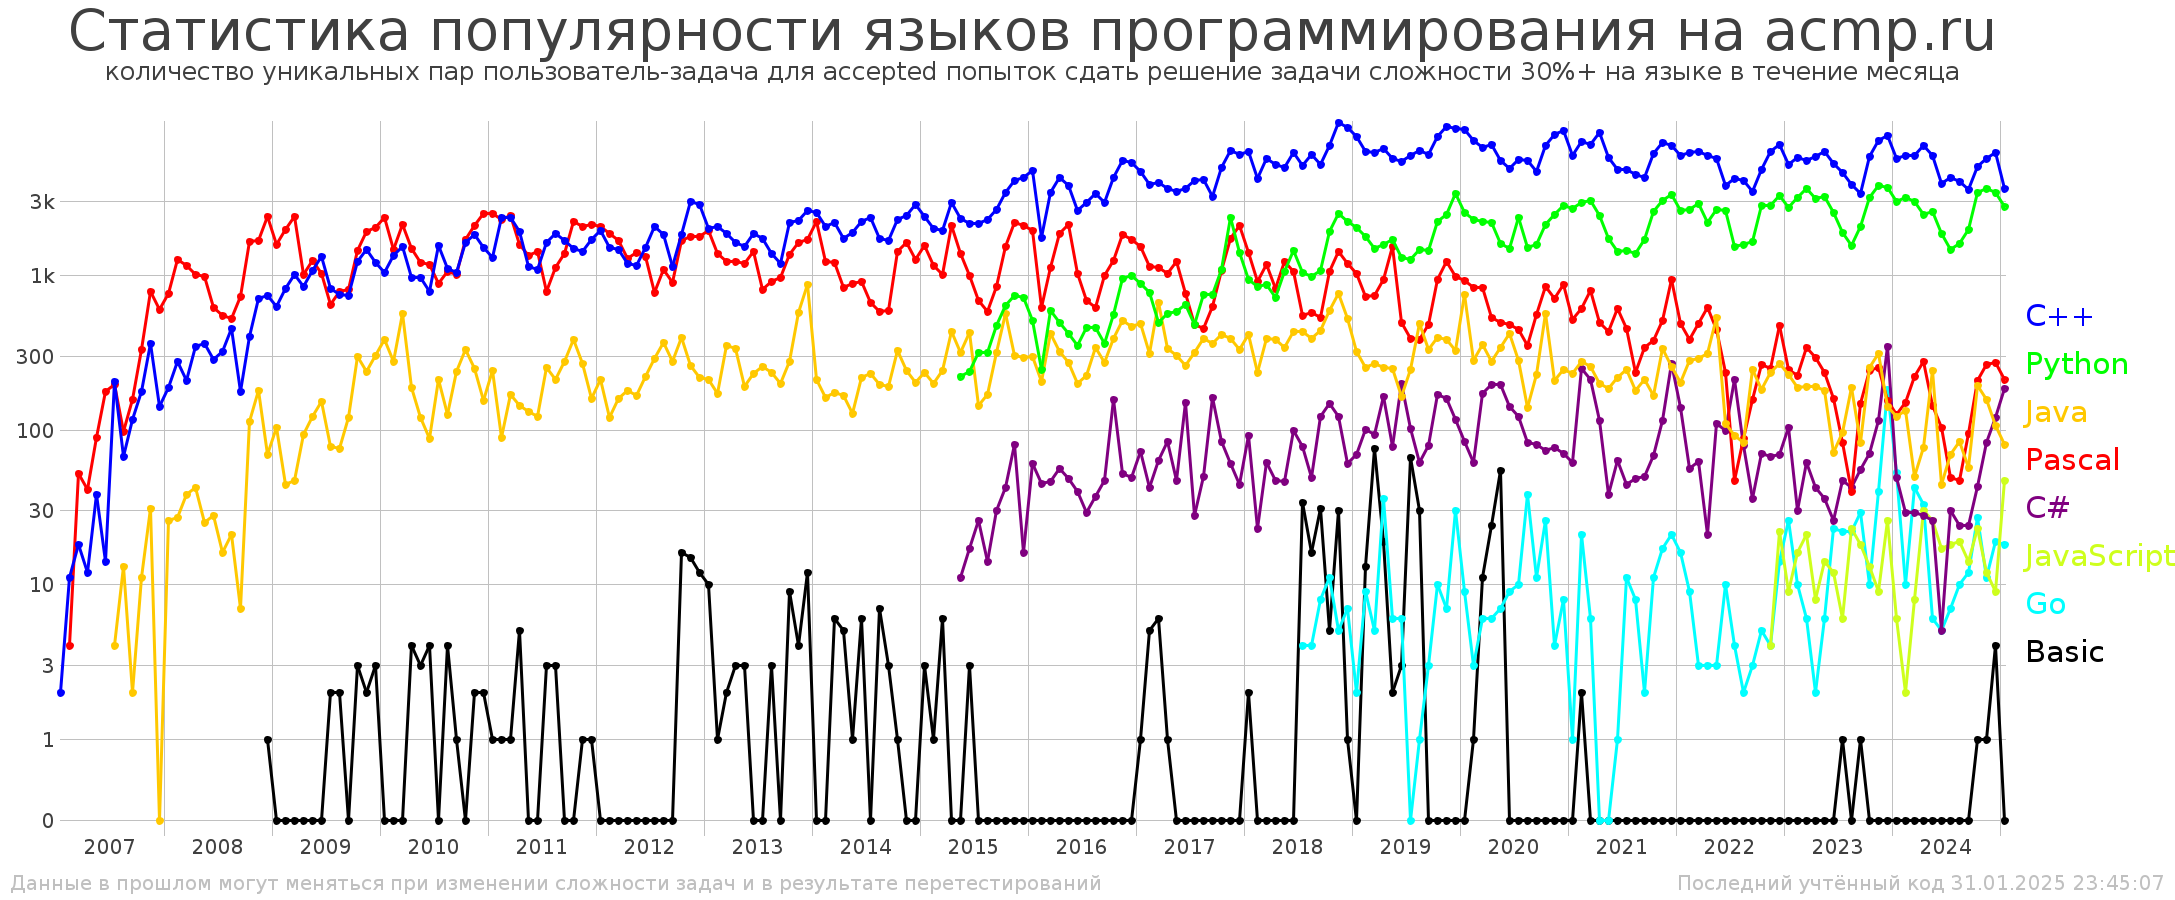 Статистика популярности языков программирования на acmp.ru
количество уникальных пар пользователь-задача для accepted попыток сдать решение задачи сложности 30%+ на языке в течение месяца
3k
1k
300
100
30
10
3
1
0
C++
Python
Java
Pascal
C#
JavaScript
Go
Basic
2007 2008 2009 2010 2011 2012 2013 2014 2015 2016 2017 2018 2019 2020 2021 2022 2023 2024
Данные в прошлом могут меняться при изменении сложности задач и в результате перетестирований
Последний учтённый код 31.01.2025 23:45:07